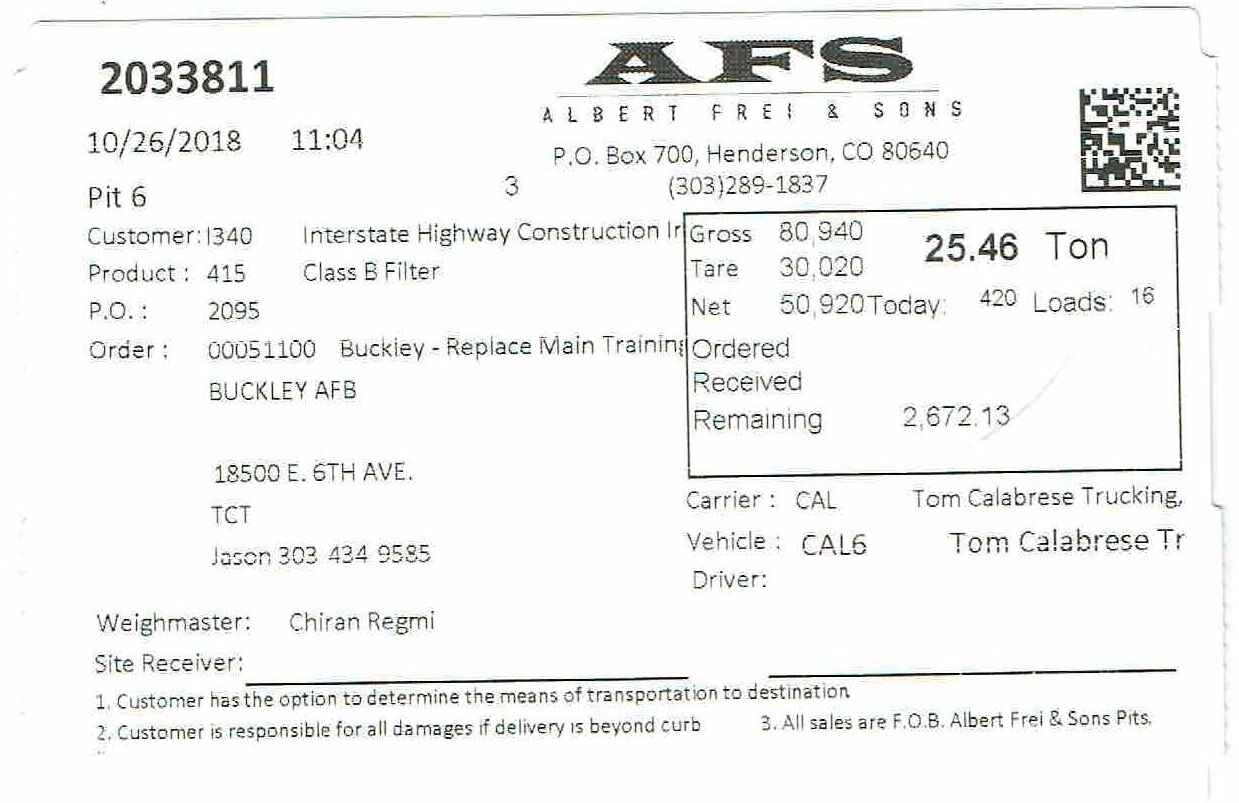 2033811
AFS
ALBERT FREI & SONS
10/26/2018 11:04
P.O. Box 700, Henderson, CO 80640
Pit 6 3 (303)289-1837
Customer: I340 Interstate Highway Construction Ir
Product : 415 Class B Filter
P.O. : 2095
Order : 00051100 Buckley - Replace Main Training
BUCKLEY AFB
18500 E. 6TH AVE.
TCT
Jason 303 434 9585
Gross 80,940 25.46 Ton
Tare 30,020
Net 50,920 Today: 420 Loads: 16
Ordered
Received
Remaining 2,672.13
Carrier : CAL Tom Calabrese Trucking,
Vehicle : CAL6 Tom Calabrese Tr
Driver:
Weighmaster: Chiran Regmi
Site Receiver:
1. Customer has the option to determine the means of transportation to destination
2. Customer is responsible for all damages if delivery is beyond curb 3. All sales are F.O.B. Albert Frei & Sons Pits.